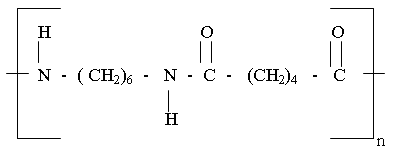 H O O
N - ( CH₂)₆ - N - C - (CH₂)₄ - C
H
n